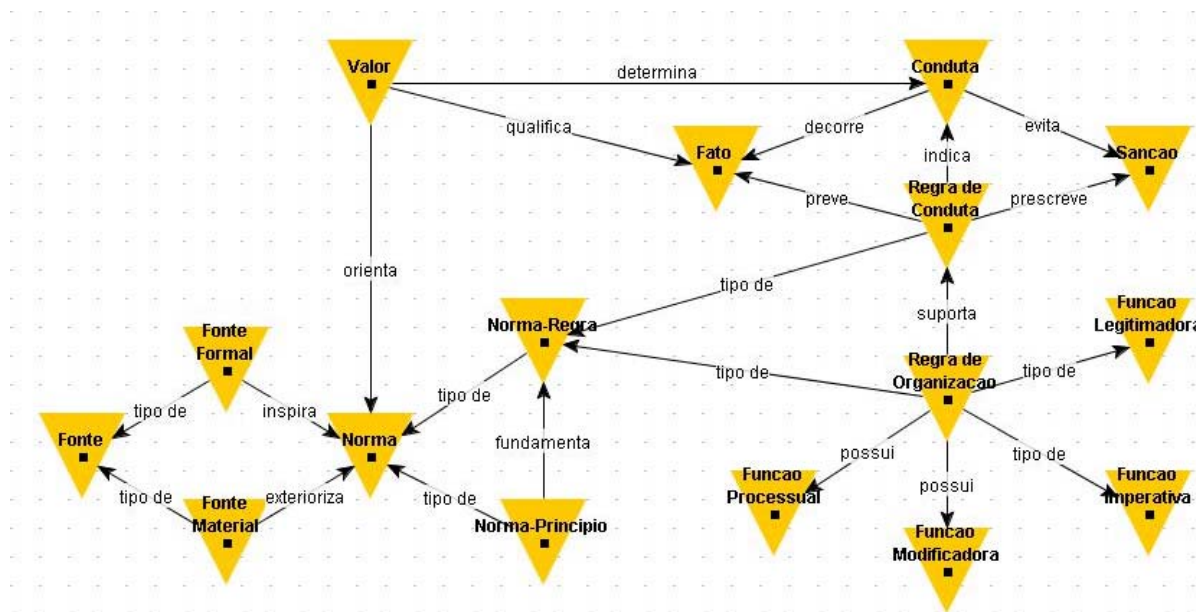 Valor
Conduta
determina
qualifica
decorre
evita
Fato
Sancao
indica
Regra de
Conduta
preve
prescreve
orienta
tipo de
suporta
Funcao
Legitimadora
Norma-Regra
Fonte
Formal
Regra de
Organizacao
tipo de
tipo de
tipo de
tipo de
inspira
Fonte
Norma
fundamenta
possui
tipo de
possui
Funcao
Processual
Funcao
Imperativa
tipo de
Fonte
Material
exterioriza
tipo de
Norma-Principio
Funcao
Modificadora